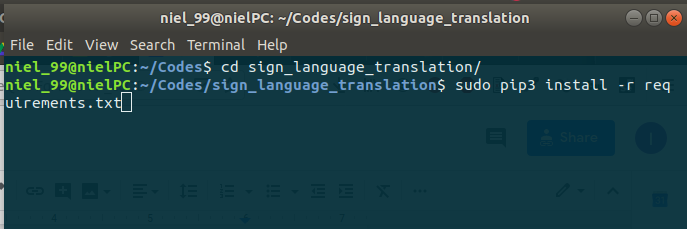 niel_99@nielPC: ~/Codes/sign_language_translation
File Edit View Search Terminal Help
niel_99@nielPC:~/Codes$ cd sign_language_translation/
niel_99@nielPC:~/Codes/sign_language_translation$ sudo pip3 install -r req
uirements.txt
Share